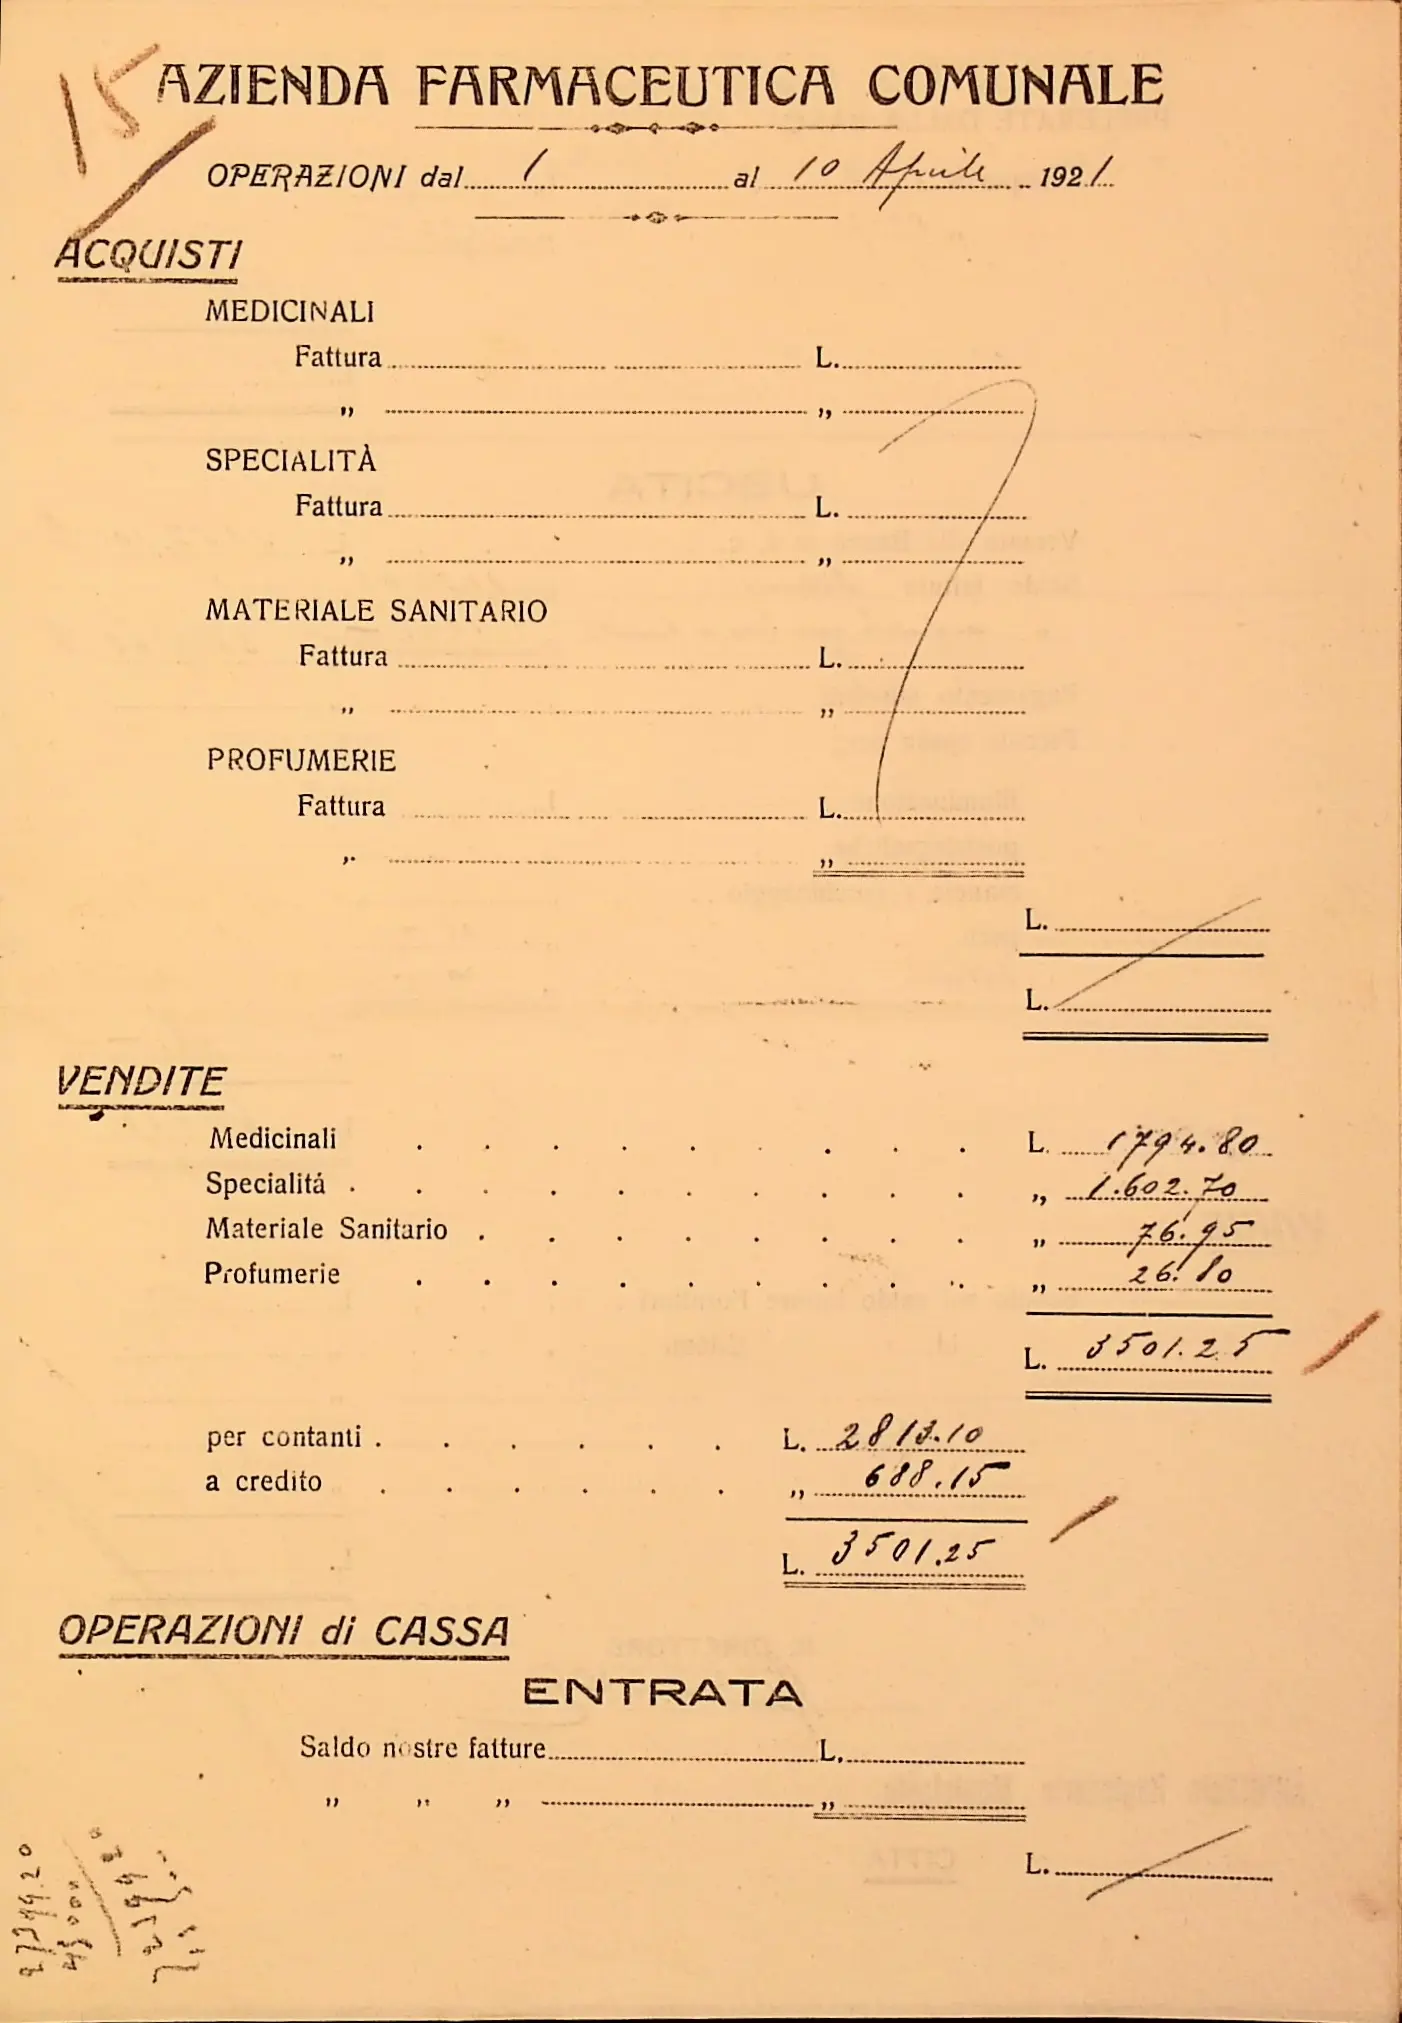 15
AZIENDA FARMACEUTICA COMUNALE
OPERAZIONI dal 1 al 10 Aprile 1921
ACQUISTI
MEDICINALI
Fattura L.
„ „
SPECIALITÀ
Fattura L.
„ „
MATERIALE SANITARIO
Fattura L.
„ „
PROFUMERIE
Fattura L.
„ „
L.
L.
VENDITE
Medicinali L. 1794.80
Specialitá „ 1.602.70
Materiale Sanitario „ 76.95
Profumerie „ 26.80
L. 3501.25
per contanti L. 2813.10
a credito „ 688.15
L. 3501.25
OPERAZIONI di CASSA
ENTRATA
Saldo nostre fatture L.
„ „ „ „
L.